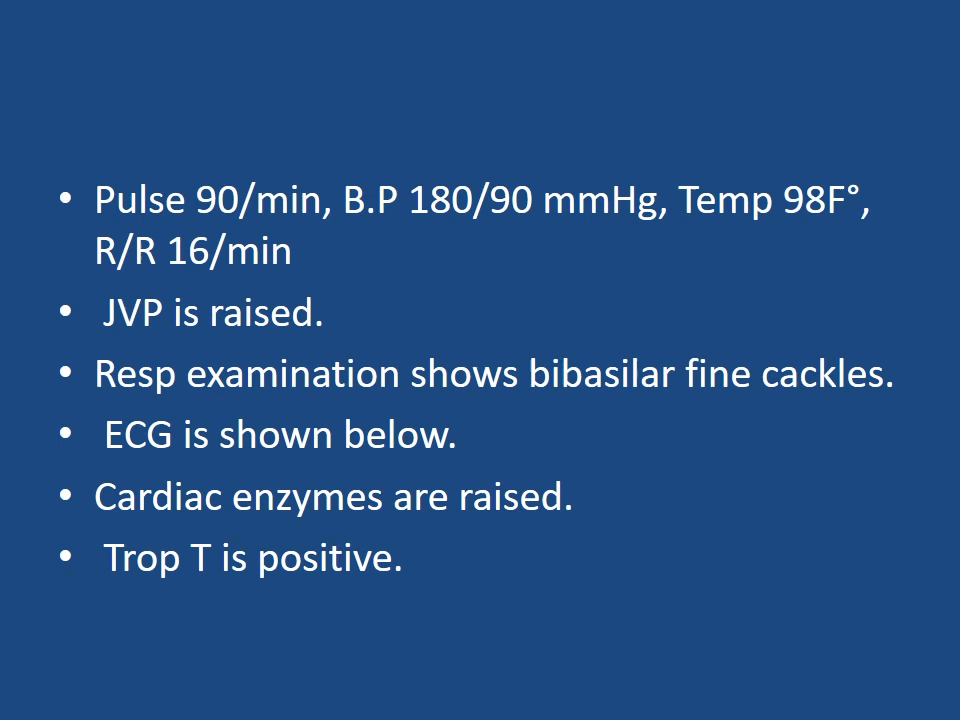 • Pulse 90/min, B.P 180/90 mmHg, Temp 98F°,
R/R 16/min
• JVP is raised.
• Resp examination shows bibasilar fine cackles.
• ECG is shown below.
• Cardiac enzymes are raised.
• Trop T is positive.